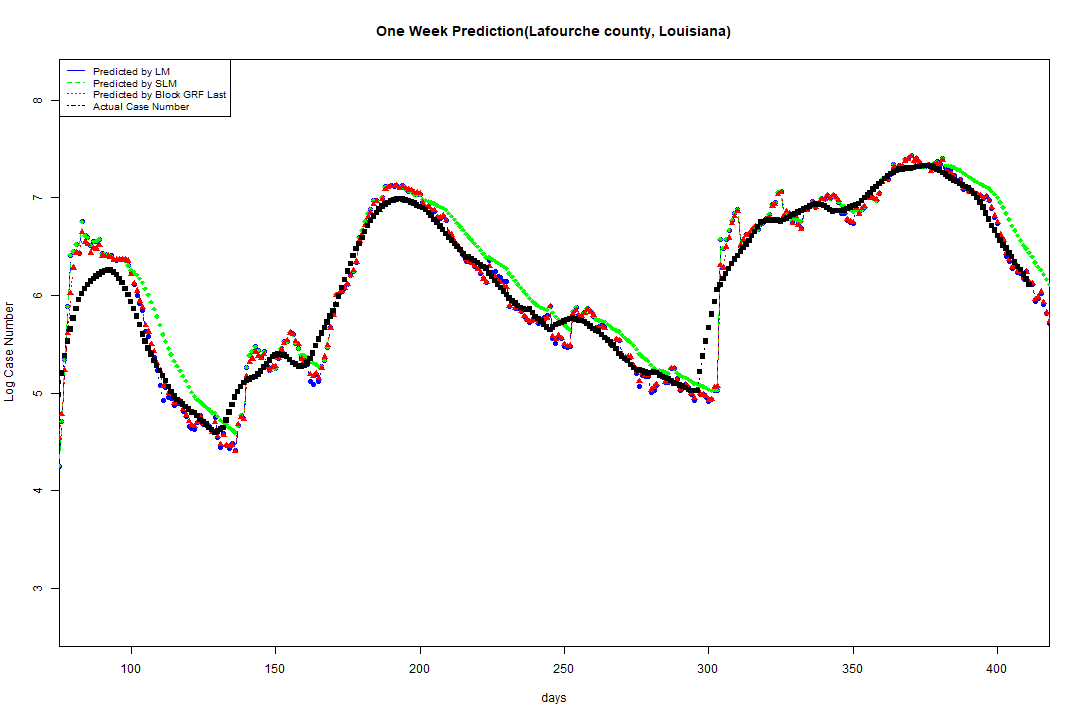 One Week Prediction(Lafourche county, Louisiana)
Predicted by LM
Predicted by SLM
Predicted by Block GRF Last
Actual Case Number
Log Case Number
8
7
6
5
4
3
100 150 200 250 300 350 400
days